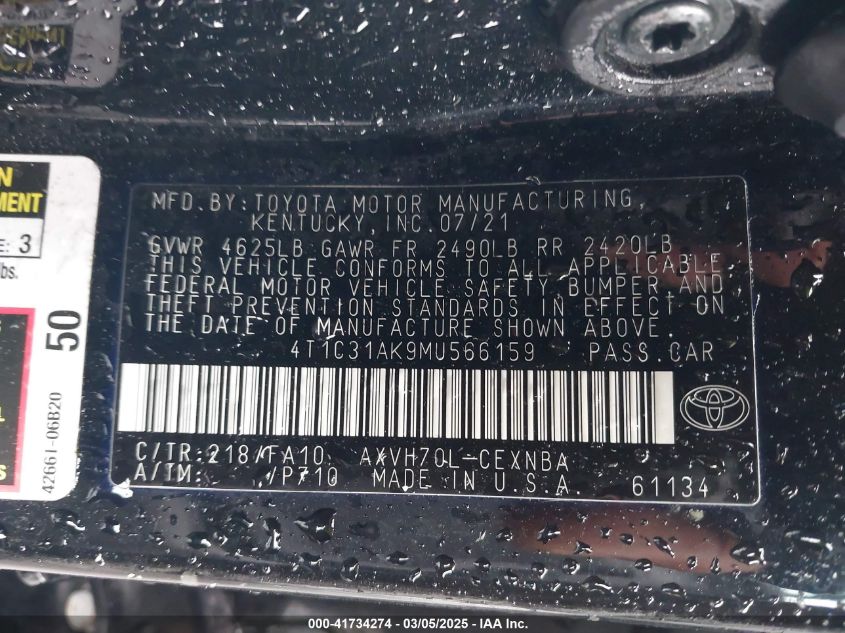 N
EMENT
E: 3
lbs.
50
42661-06B20
MFD.BY:TOYOTA MOTOR MANUFACTURING,
KENTUCKY, INC.07/21
GVWR 4625LB GAWR FR 2490LB RR 2420LB
THIS VEHICLE CONFORMS TO ALL APPLICABLE
FEDERAL MOTOR VEHICLE SAFETY, BUMPER AND
THEFT PREVENTION STANDARDS IN EFFECT ON
THE DATE OF MANUFACTURE SHOWN ABOVE.
4T1C31AK9MU566159 PASS.CAR
C/TR:218/FA10 AXVH70L-CEXNBA
A/TM: /P710 MADE IN U.S.A. 61134
000-41734274 - 03/05/2025 - IAA Inc.